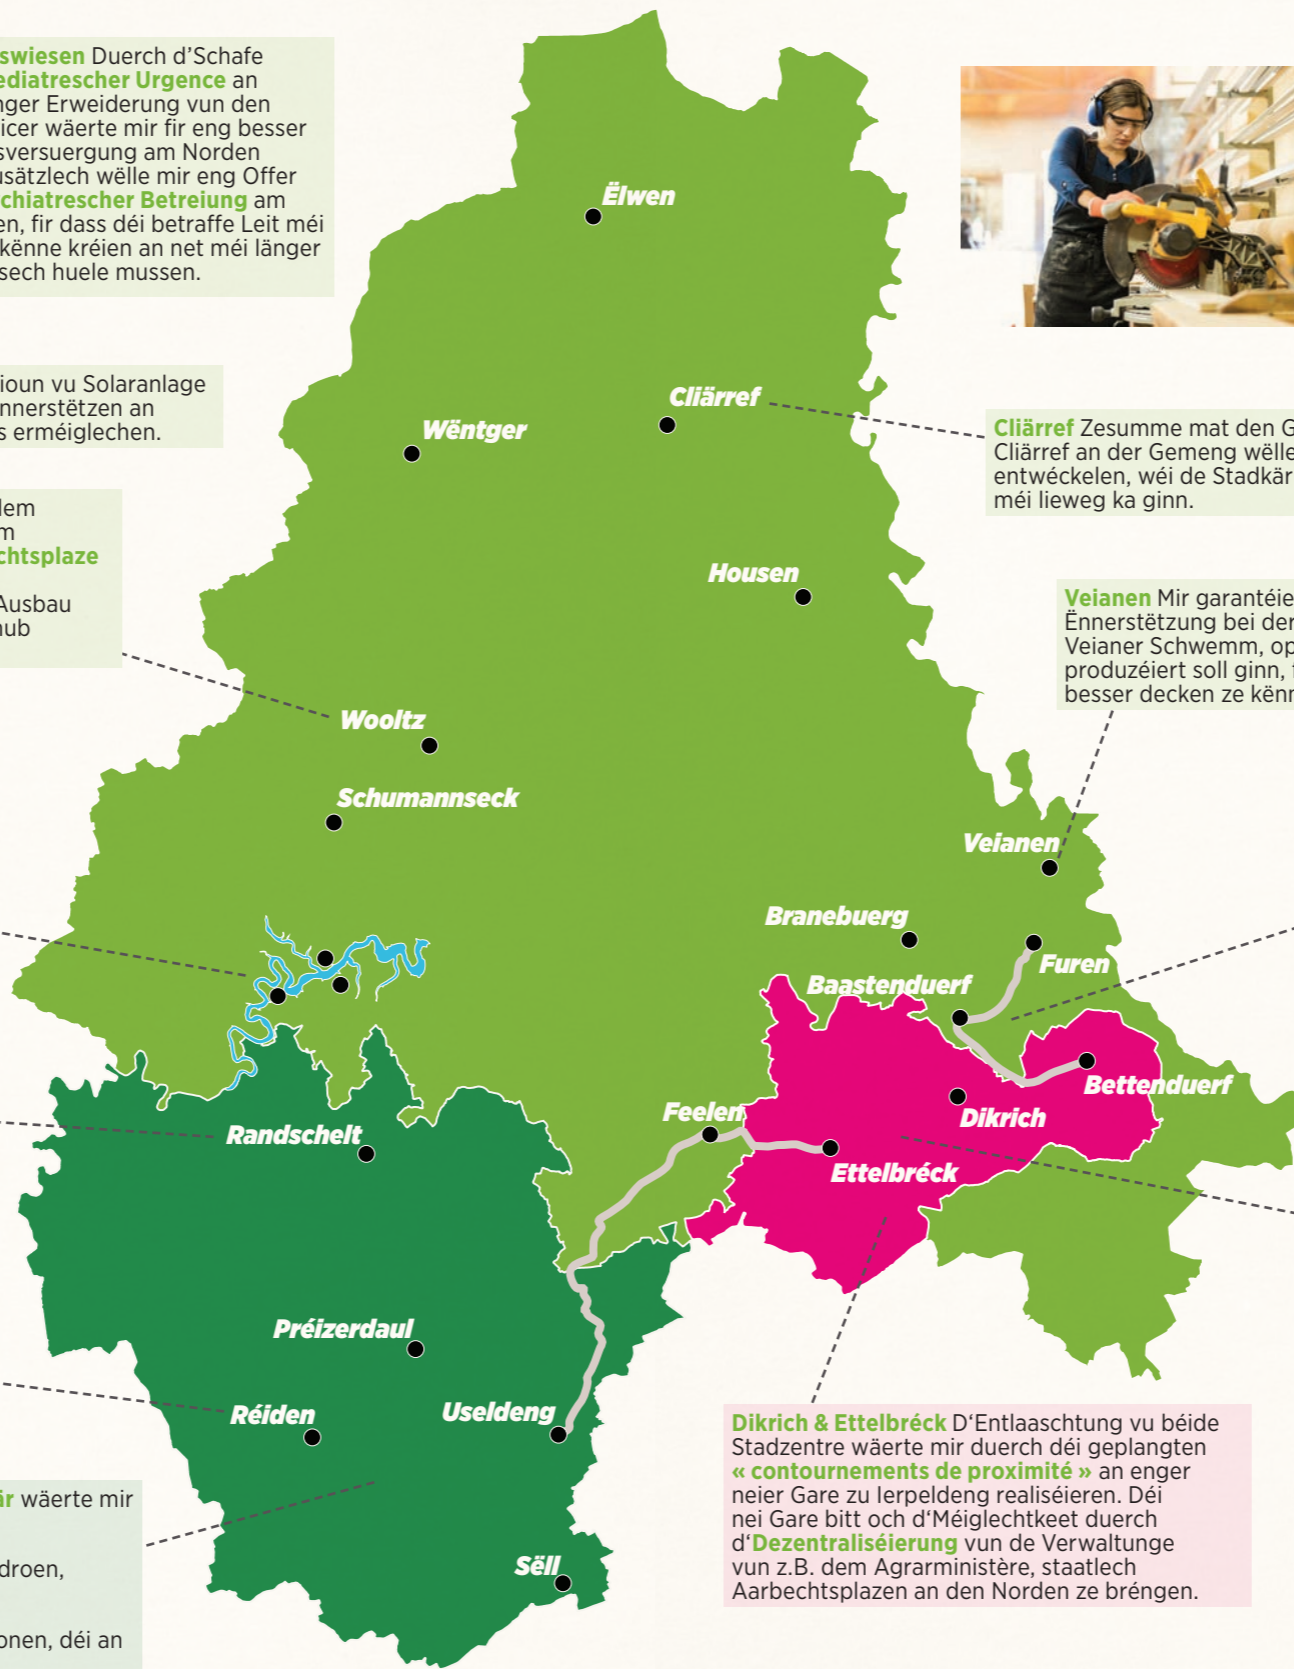 swiesen Duerch d'Schafe
ediatrescher Urgence an
nger Erweiderung vun den
icer wäerte mir fir eng besser
sversuergung am Norden
usätzlech wëlle mir eng Offer
chiatrescher Betreiung am
en, fir dass déi betraffe Leit méi
kënne kréien an net méi länger
sech huele mussen.
ioun vu Solaranlage
nnerstëtzen an
s erméiglechen.
lem
m
chtsplaze
Ausbau
hub
Ëlwen
Cliärref
Wëntger
Cliärref Zesumme mat den G
Cliärref an der Gemeng wëlle
entwéckelen, wéi de Stadkär
méi lieweg ka ginn.
Housen
Veianen Mir garantéie
Ënnerstëtzung bei der
Veianer Schwemm, op
produzéiert soll ginn, f
besser decken ze kënn
Wooltz
Schumannseck
Veianen
Branebuerg
Furen
Baastenduerf
Bettenduerf
Feelen
Dikrich
Randschelt
Ettelbréck
Préizerdaul
Réiden
Useldeng
Sëll
Dikrich & Ettelbréck D'Entlaaschtung vu béide
Stadzentre wäerte mir duerch déi geplangten
« contournements de proximité » an enger
neier Gare zu Ierpeldeng realiséieren. Déi
nei Gare bitt och d'Méiglechtkeet duerch
d'Dezentraliséierung vun de Verwaltunge
vun z.B. dem Agrarministère, staatlech
Aarbechtsplazen an den Norden ze bréngen.
är wäerte mir
droen,
onen, déi an